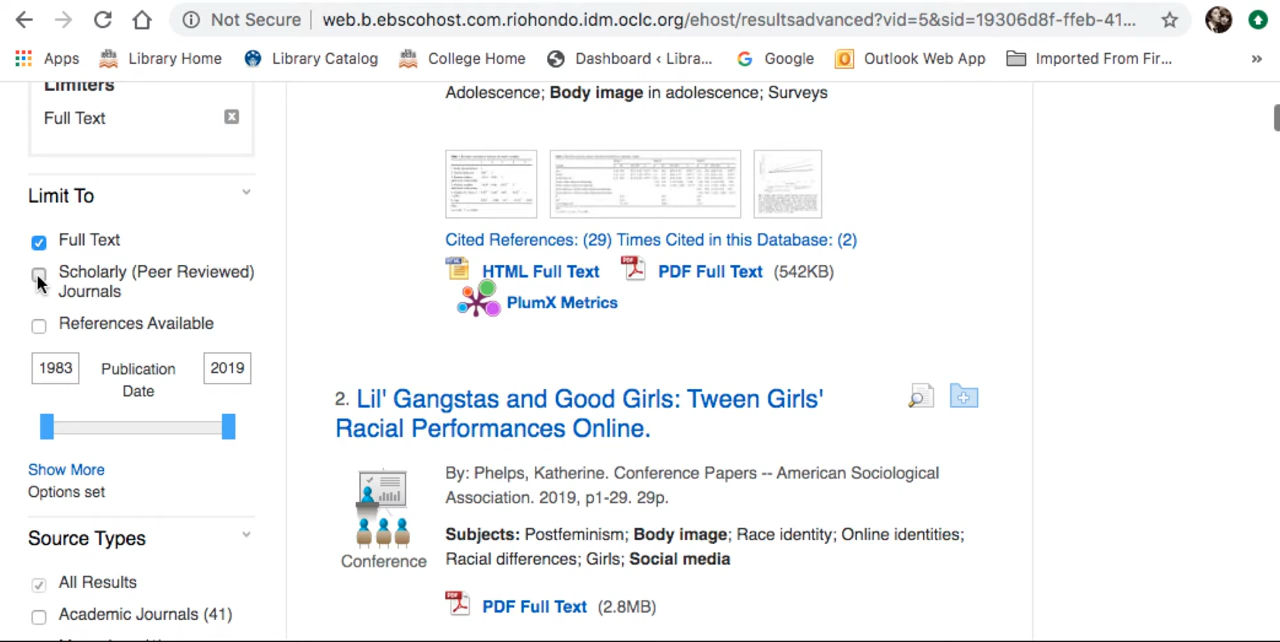 Not Secure web.b.ebscohost.com.riohondo.idm.oclc.org/ehost/resultsadvanced?vid=5&sid=19306d8f-ffeb-41...
Apps Library Home Library Catalog College Home Dashboard ‹ Libra... Google Outlook Web App Imported From Fir... »
Limiters
Full Text
Limit To
Full Text
Scholarly (Peer Reviewed)
Journals
References Available
1983 Publication 2019
Date
Show More
Options set
Source Types
All Results
Academic Journals (41)
Adolescence; Body image in adolescence; Surveys
Cited References: (29) Times Cited in this Database: (2)
HTML Full Text PDF Full Text (542KB)
PlumX Metrics
2. Lil' Gangstas and Good Girls: Tween Girls'
Racial Performances Online.
By: Phelps, Katherine. Conference Papers -- American Sociological
Association. 2019, p1-29. 29p.
Conference
Subjects: Postfeminism; Body image; Race identity; Online identities;
Racial differences; Girls; Social media
PDF Full Text (2.8MB)